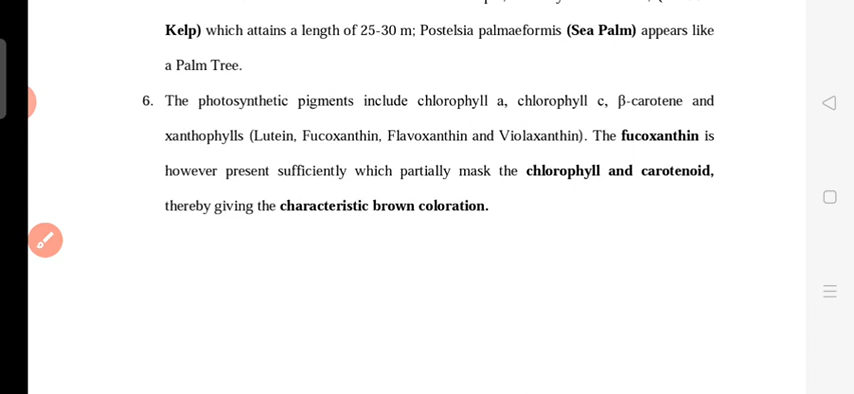 Kelp) which attains a length of 25-30 m; Postelsia palmaeformis (Sea Palm) appears like
a Palm Tree.
6. The photosynthetic pigments include chlorophyll a, chlorophyll c, β-carotene and
xanthophylls (Lutein, Fucoxanthin, Flavoxanthin and Violaxanthin). The fucoxanthin is
however present sufficiently which partially mask the chlorophyll and carotenoid,
thereby giving the characteristic brown coloration.